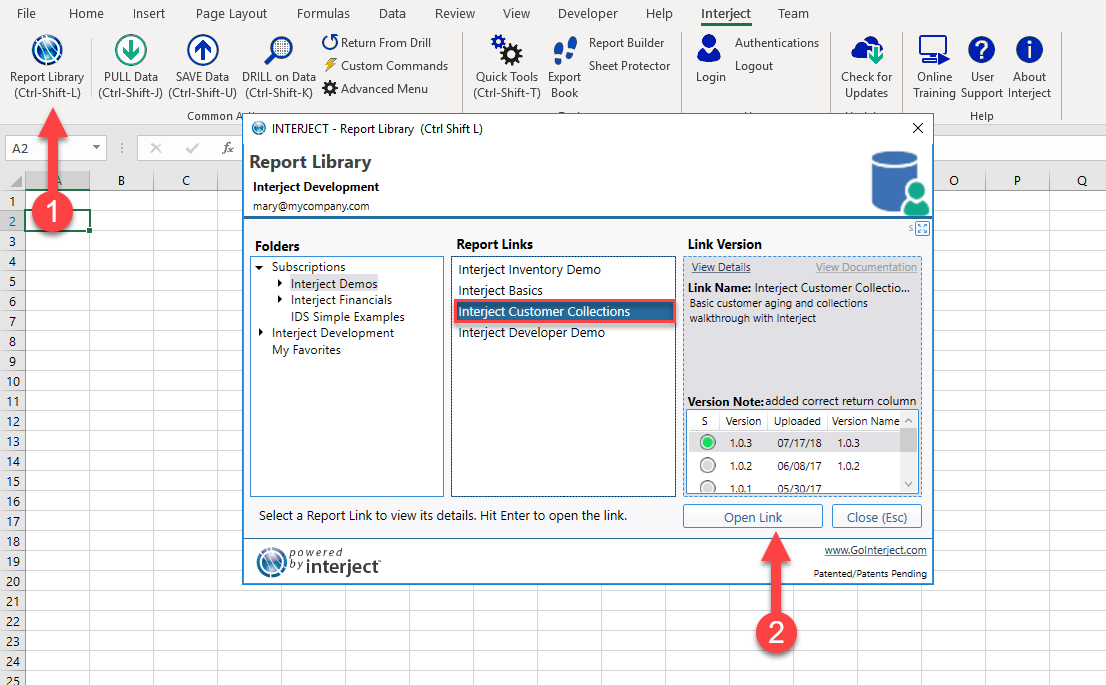 File Home Insert Page Layout Formulas Data Review View Developer Help Interject Team
Report Library
(Ctrl-Shift-L)
PULL Data
(Ctrl-Shift-J)
SAVE Data
(Ctrl-Shift-U)
DRILL on Data
(Ctrl-Shift-K)
Return From Drill
Custom Commands
Advanced Menu
Quick Tools
(Ctrl-Shift-T)
Export
Book
Report Builder
Sheet Protector
Login
Authentications
Logout
Check for
Updates
Online
Training
User
Support
About
Interject
Common
Help
A2
fx
A B C O P Q
1
2
3
4
5
6
7
8
9
10
11
12
13
14
15
16
17
18
19
20
21
22
23
24
25
1
INTERJECT - Report Library (Ctrl Shift L)
Report Library
Interject Development
mary@mycompany.com
S
Folders
Subscriptions
Interject Demos
Interject Financials
IDS Simple Examples
Interject Development
My Favorites
Report Links
Interject Inventory Demo
Interject Basics
Interject Customer Collections
Interject Developer Demo
Link Version
View Details View Documentation
Link Name: Interject Customer Collectio...
Basic customer aging and collections
walkthrough with Interject
Version Note: added correct return column
S Version Uploaded Version Name
1.0.3 07/17/18 1.0.3
1.0.2 06/08/17 1.0.2
1.0.1 05/30/17
Select a Report Link to view its details. Hit Enter to open the link.
Open Link
Close (Esc)
powered
by interject
www.GoInterject.com
Patented/Patents Pending
2